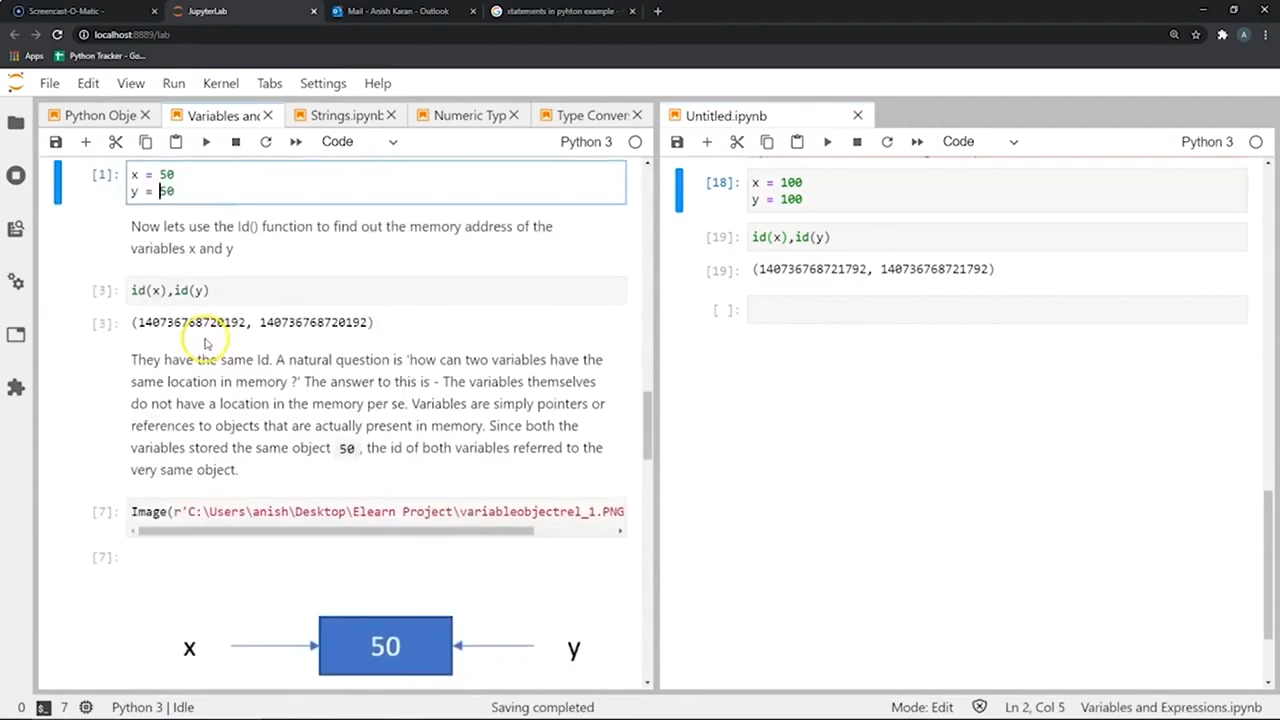 Screencast-O-Matic -
JupyterLab
Mail - Anish Karan - Outlook
statements in pyhton example -
localhost:8889/lab
Apps
Python Tracker - Go...
A
File Edit View Run Kernel Tabs Settings Help
Python Obje
Variables and
Strings.ipynb
Numeric Typ
Type Conver
Untitled.ipynb
Code
Python 3
Code
Python 3
[1]: x = 50
y = 50
Now lets use the Id() function to find out the memory address of the
variables x and y
[3]: id(x),id(y)
[3]: (140736768720192, 140736768720192)
They have the same Id. A natural question is 'how can two variables have the
same location in memory ?' The answer to this is - The variables themselves
do not have a location in the memory per se. Variables are simply pointers or
references to objects that are actually present in memory. Since both the
variables stored the same object 50 , the id of both variables referred to the
very same object.
[7]: Image(r'C:\Users\anish\Desktop\Elearn Project\variableobjectrel_1.PNG
[7]:
x 50 y
[18]: x = 100
y = 100
[19]: id(x),id(y)
[19]: (140736768721792, 140736768721792)
[ ]:
0 7 Python 3 | Idle Saving completed Mode: Edit Ln 2, Col 5 Variables and Expressions.ipynb